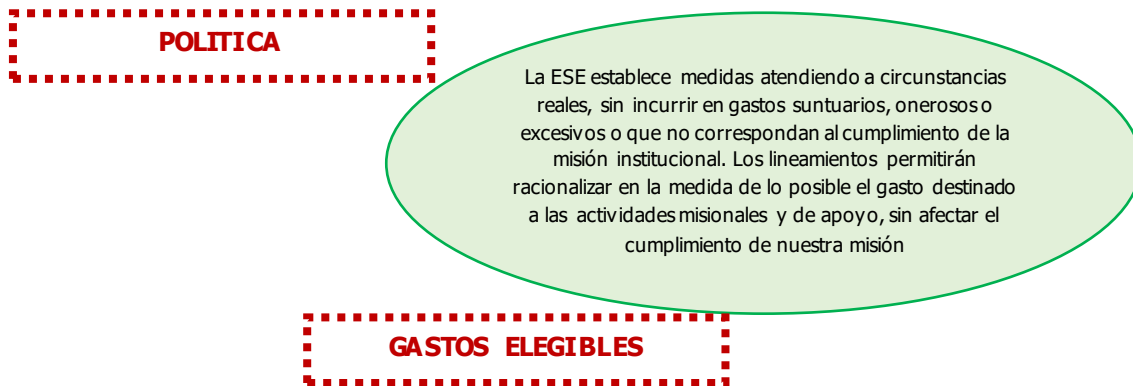 POLITICA
La ESE establece medidas atendiendo a circunstancias
reales, sin incurrir en gastos suntuarios, onerosos o
excesivos o que no correspondan al cumplimiento de la
misión institucional. Los lineamientos permitirán
racionalizar en la medida de lo posible el gasto destinado
a las actividades misionales y de apoyo, sin afectar el
cumplimiento de nuestra misión
GASTOS ELEGIBLES